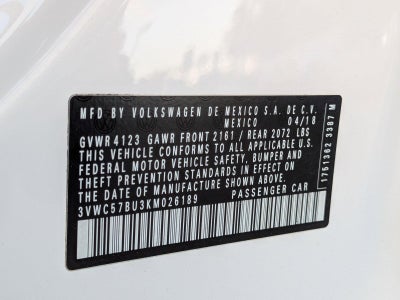 MFD BY VOLKSWAGEN DE MEXICO S.A. DE C.V.
MEXICO 04/18
GVWR 4123 GAWR FRONT 2161 / REAR 2072 LBS
THIS VEHICLE CONFORMS TO ALL APPLICABLE U.S.
FEDERAL MOTOR VEHICLE SAFETY, BUMPER AND
THEFT PREVENTION STANDARDS IN EFFECT ON
THE DATE OF MANUFACTURE SHOWN ABOVE.
3VWC57BU3KM026189 PASSENGER CAR
1751362 3387 M